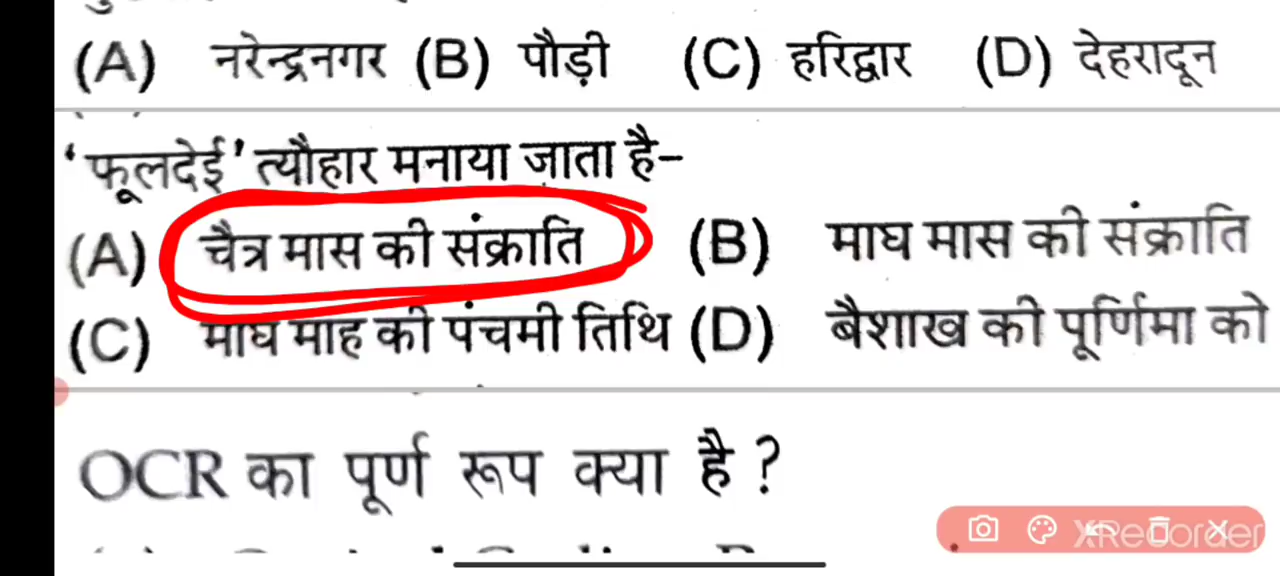 (A) नरेन्द्रनगर (B) पौड़ी (C) हरिद्वार (D) देहरादून
'फूलदेई' त्यौहार मनाया जाता है–
(A) चैत्र मास की संक्राति (B) माघ मास की संक्राति
(C) माघ माह की पंचमी तिथि (D) बैशाख की पूर्णिमा को
OCR का पूर्ण रूप क्या है ?
XRecorder